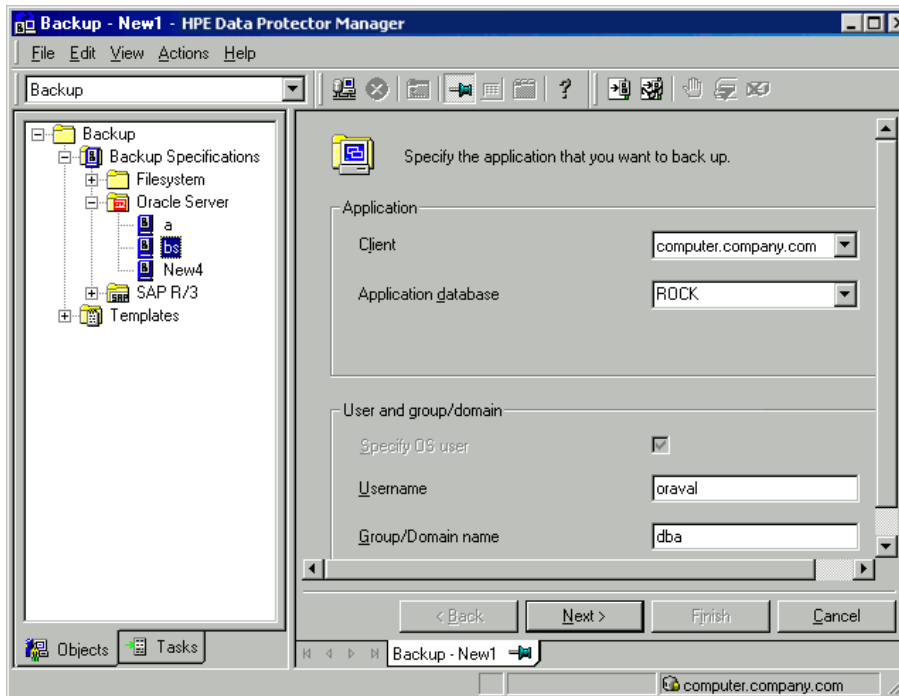 Backup - New1 - HPE Data Protector Manager
File Edit View Actions Help
Backup
Backup
Backup Specifications
Filesystem
Oracle Server
a
bs
New4
SAP R/3
Templates
Objects
Tasks
Specify the application that you want to back up.
Application
Client
computer.company.com
Application database
ROCK
User and group/domain
Specify OS user
Username
oraval
Group/Domain name
dba
< Back
Next >
Finish
Cancel
Backup - New1
computer.company.com